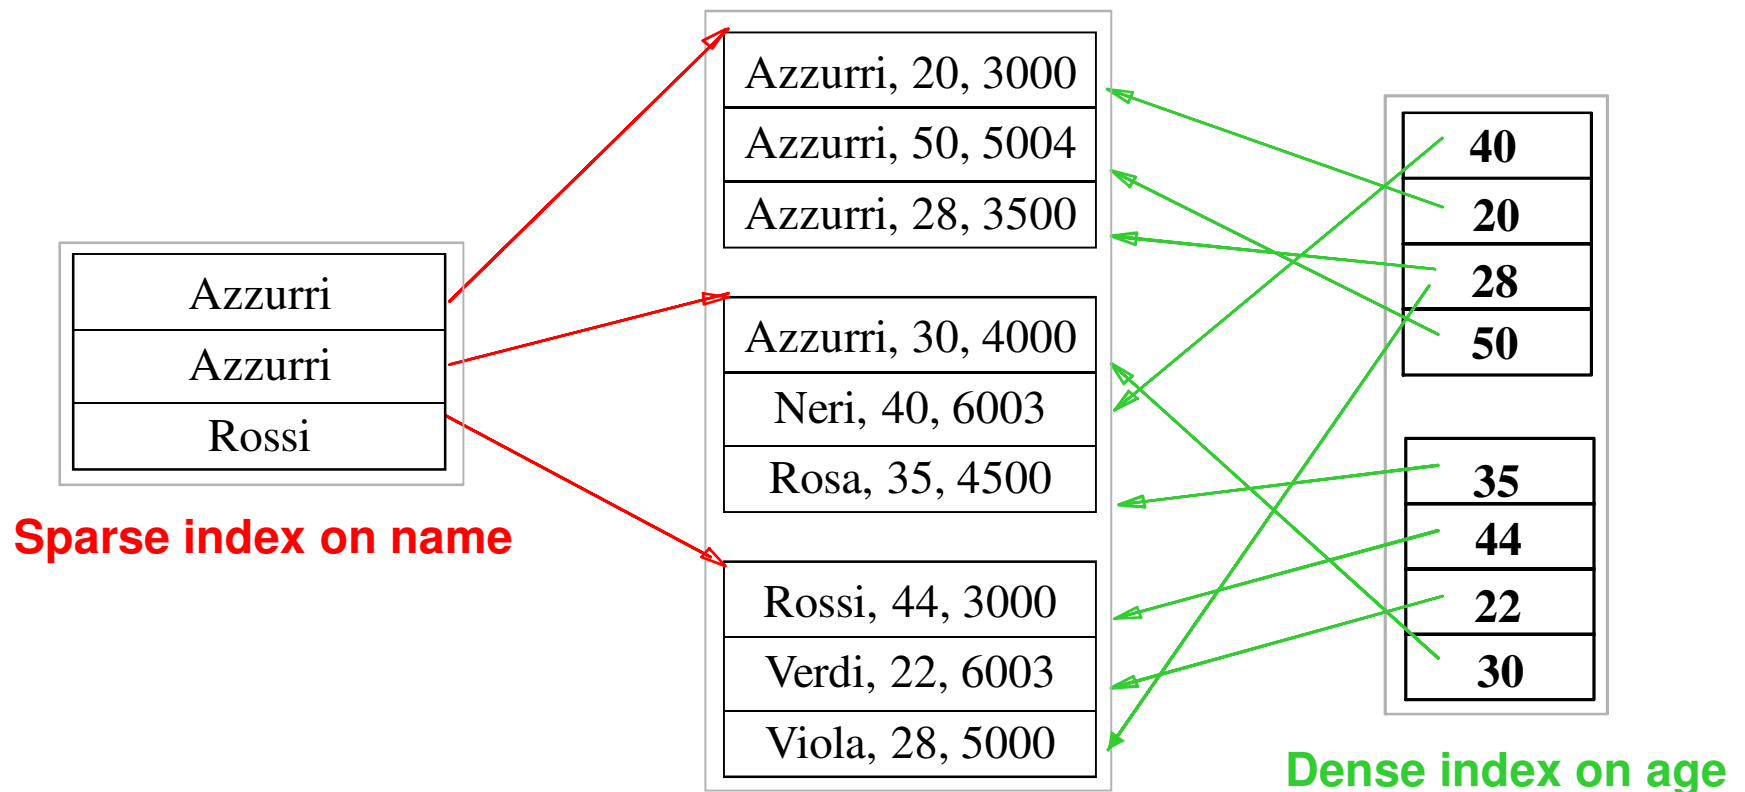 Azzurri
Azzurri
Rossi
Sparse index on name
Azzurri, 20, 3000
Azzurri, 50, 5004
Azzurri, 28, 3500
Azzurri, 30, 4000
Neri, 40, 6003
Rosa, 35, 4500
Rossi, 44, 3000
Verdi, 22, 6003
Viola, 28, 5000
40
20
28
50
35
44
22
30
Dense index on age